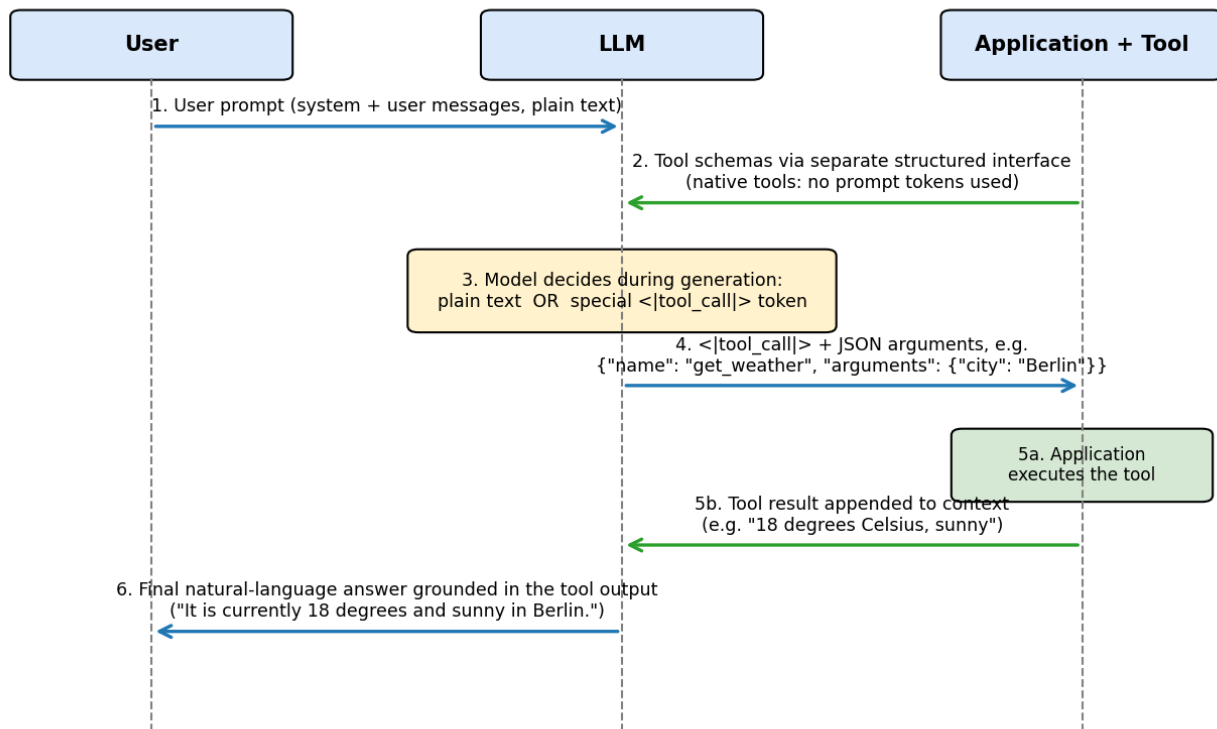 User
LLM
Application + Tool
1. User prompt (system + user messages, plain text)
2. Tool schemas via separate structured interface
(native tools: no prompt tokens used)
3. Model decides during generation:
plain text  OR  special <|tool_call|> token
4. <|tool_call|> + JSON arguments, e.g.
{"name": "get_weather", "arguments": {"city": "Berlin"}}
5a. Application
executes the tool
5b. Tool result appended to context
(e.g. "18 degrees Celsius, sunny")
6. Final natural-language answer grounded in the tool output
("It is currently 18 degrees and sunny in Berlin.")